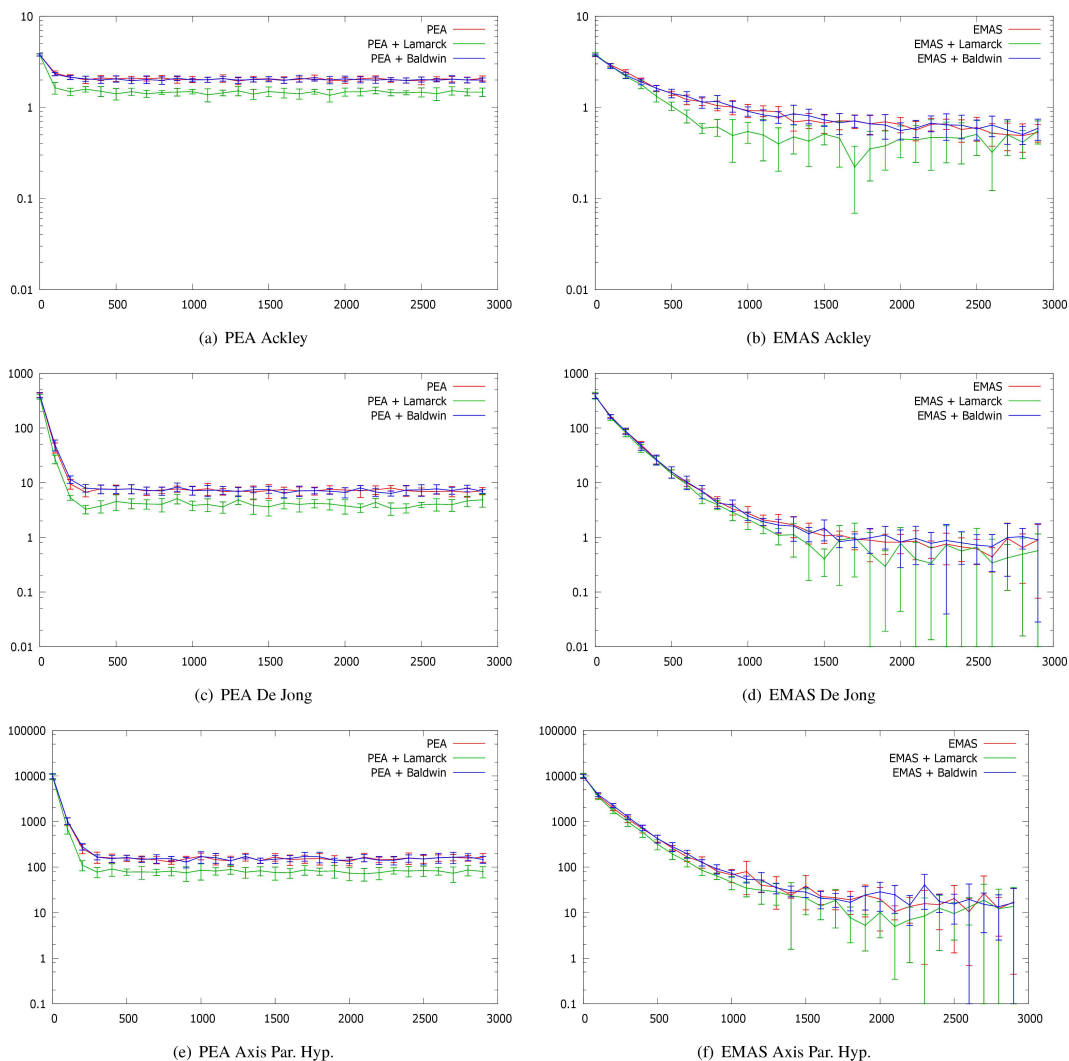 10
1
0.1
0.01
0 500 1000 1500 2000 2500 3000
PEA
PEA + Lamarck
PEA + Baldwin
(a) PEA Ackley
10
1
0.1
0.01
0 500 1000 1500 2000 2500 3000
EMAS
EMAS + Lamarck
EMAS + Baldwin
(b) EMAS Ackley
1000
100
10
1
0.1
0.01
0 500 1000 1500 2000 2500 3000
PEA
PEA + Lamarck
PEA + Baldwin
(c) PEA De Jong
1000
100
10
1
0.1
0.01
0 500 1000 1500 2000 2500 3000
EMAS
EMAS + Lamarck
EMAS + Baldwin
(d) EMAS De Jong
100000
10000
1000
100
10
1
0.1
0 500 1000 1500 2000 2500 3000
PEA
PEA + Lamarck
PEA + Baldwin
(e) PEA Axis Par. Hyp.
100000
10000
1000
100
10
1
0.1
0 500 1000 1500 2000 2500 3000
EMAS
EMAS + Lamarck
EMAS + Baldwin
(f) EMAS Axis Par. Hyp.